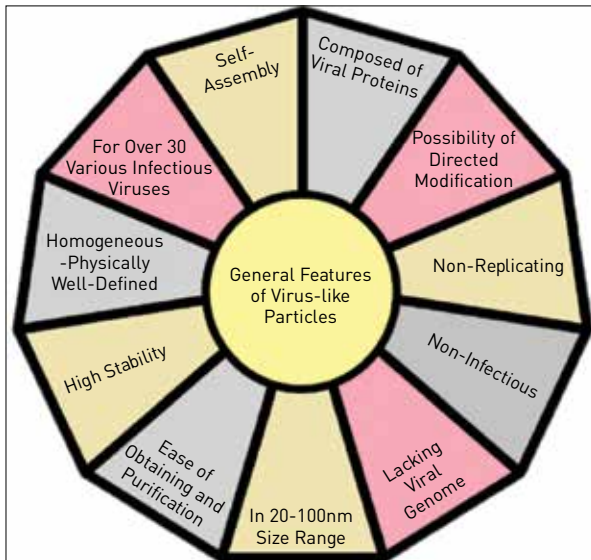 General Features
of Virus-like
Particles
Composed of
Viral Proteins
Possibility of
Directed
Modification
Non-Replicating
Non-Infectious
Lacking
Viral
Genome
In 20-100nm
Size Range
Ease of
Obtaining and
Purification
High Stability
Homogeneous
-Physically
Well-Defined
For Over 30
Various Infectious
Viruses
Self-
Assembly